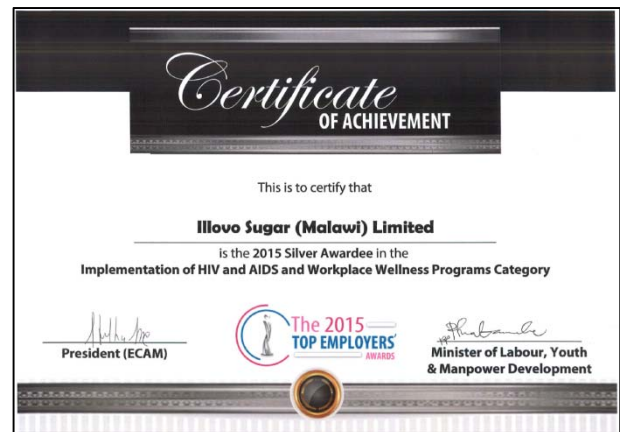 Certificate
OF ACHIEVEMENT
This is to certify that
Illovo Sugar (Malawi) Limited
is the 2015 Silver Awardee in the
Implementation of HIV and AIDS and Workplace Wellness Programs Category
The 2015
TOP EMPLOYERS'
AWARDS
President (ECAM)
Minister of Labour, Youth
& Manpower Development